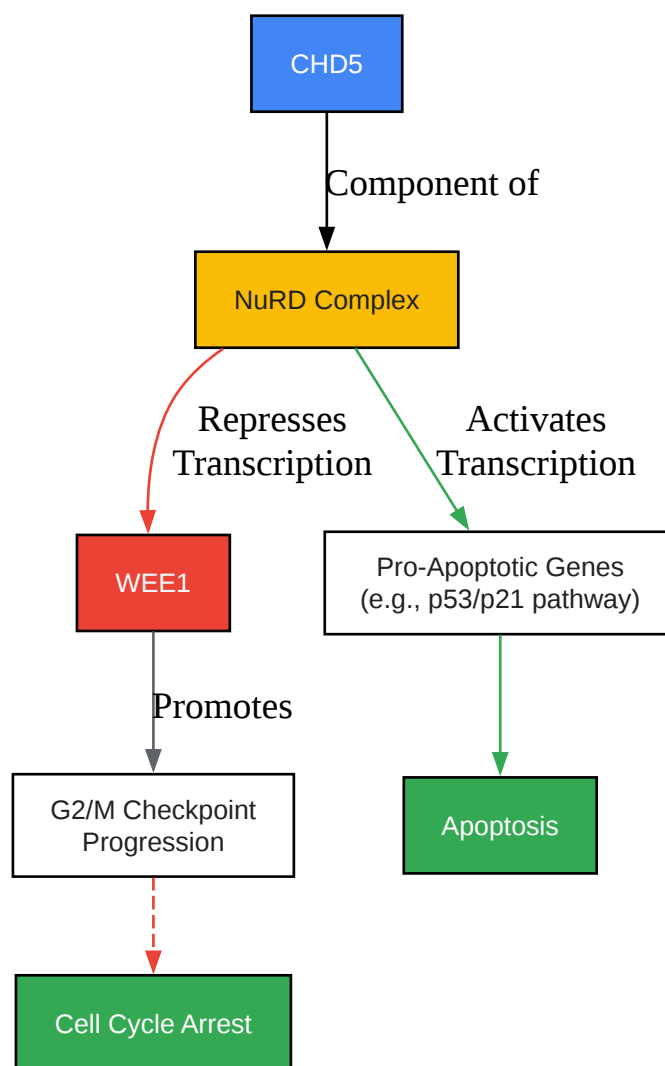 CHD5
Component of
NuRD Complex
Represses
Transcription
Activates
Transcription
WEE1
Pro-Apoptotic Genes
(e.g., p53/p21 pathway)
Promotes
G2/M Checkpoint
Progression
Apoptosis
Cell Cycle Arrest